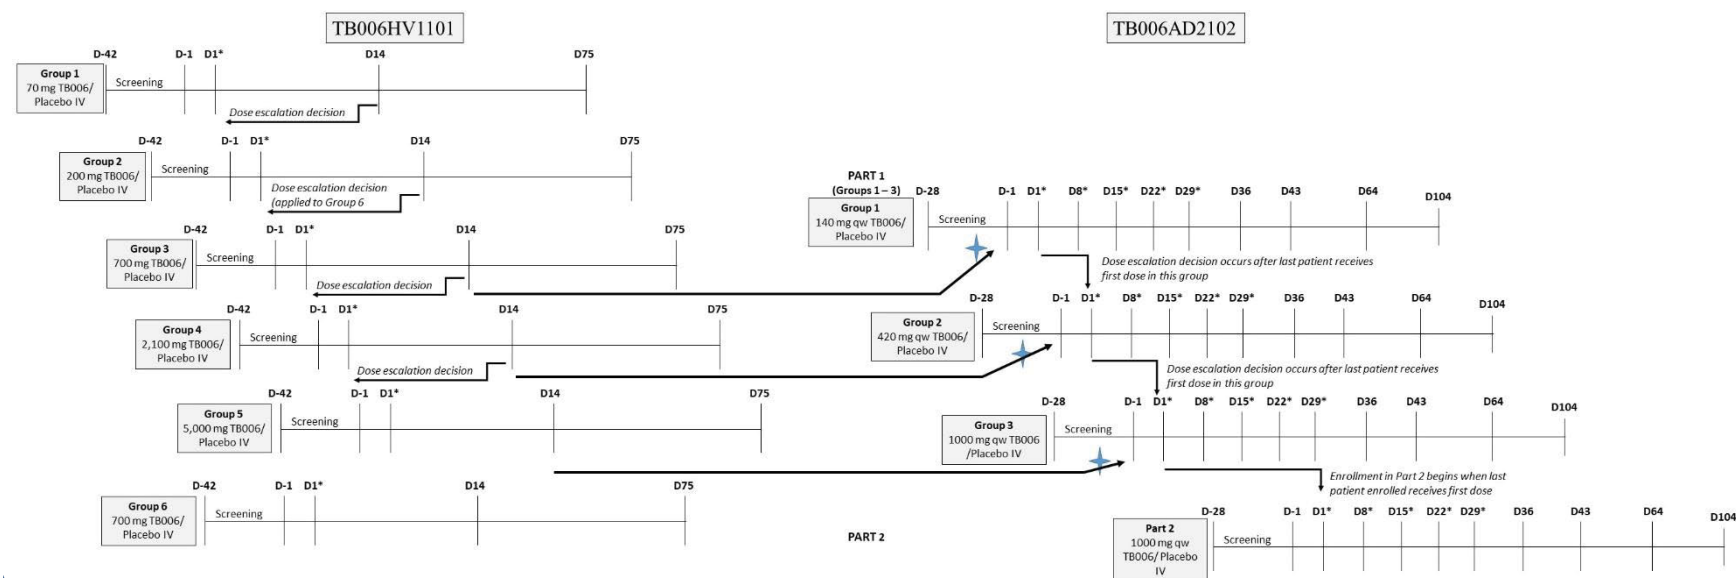 TB006HV1101
D-42 D-1 D1* D14 D75
Group 1
70 mg TB006/
Placebo IV
Screening
Dose escalation decision
D-42 D-1 D1* D14 D75
Group 2
200 mg TB006/
Placebo IV
Screening
Dose escalation decision
(applied to Group 6
D-42 D-1 D1* D14 D75
Group 3
700 mg TB006/
Placebo IV
Screening
Dose escalation decision
D-42 D-1 D1* D14 D75
Group 4
2,100 mg TB006/
Placebo IV
Screening
Dose escalation decision
D-42 D-1 D1* D14 D75
Group 5
5,000 mg TB006/
Placebo IV
Screening
D-42 D-1 D1* D14 D75
Group 6
700 mg TB006/
Placebo IV
Screening
TB006AD2102
PART 1
(Groups 1 – 3)
D-28 D-1 D1* D8* D15* D22* D29* D36 D43 D64 D104
Group 1
140 mg qw TB006/
Placebo IV
Screening
Dose escalation decision occurs after last patient receives
first dose in this group
D-28 D-1 D1* D8* D15* D22* D29* D36 D43 D64 D104
Group 2
420 mg qw TB006/
Placebo IV
Screening
Dose escalation decision occurs after last patient receives
first dose in this group
D-28 D-1 D1* D8* D15* D22* D29* D36 D43 D64 D104
Group 3
1000 mg qw TB006
/Placebo IV
Screening
Enrollment in Part 2 begins when last
patient enrolled receives first dose
PART 2
D-28 D-1 D1* D8* D15* D22* D29* D36 D43 D64 D104
Part 2
1000 mg qw
TB006/ Placebo
IV
Screening